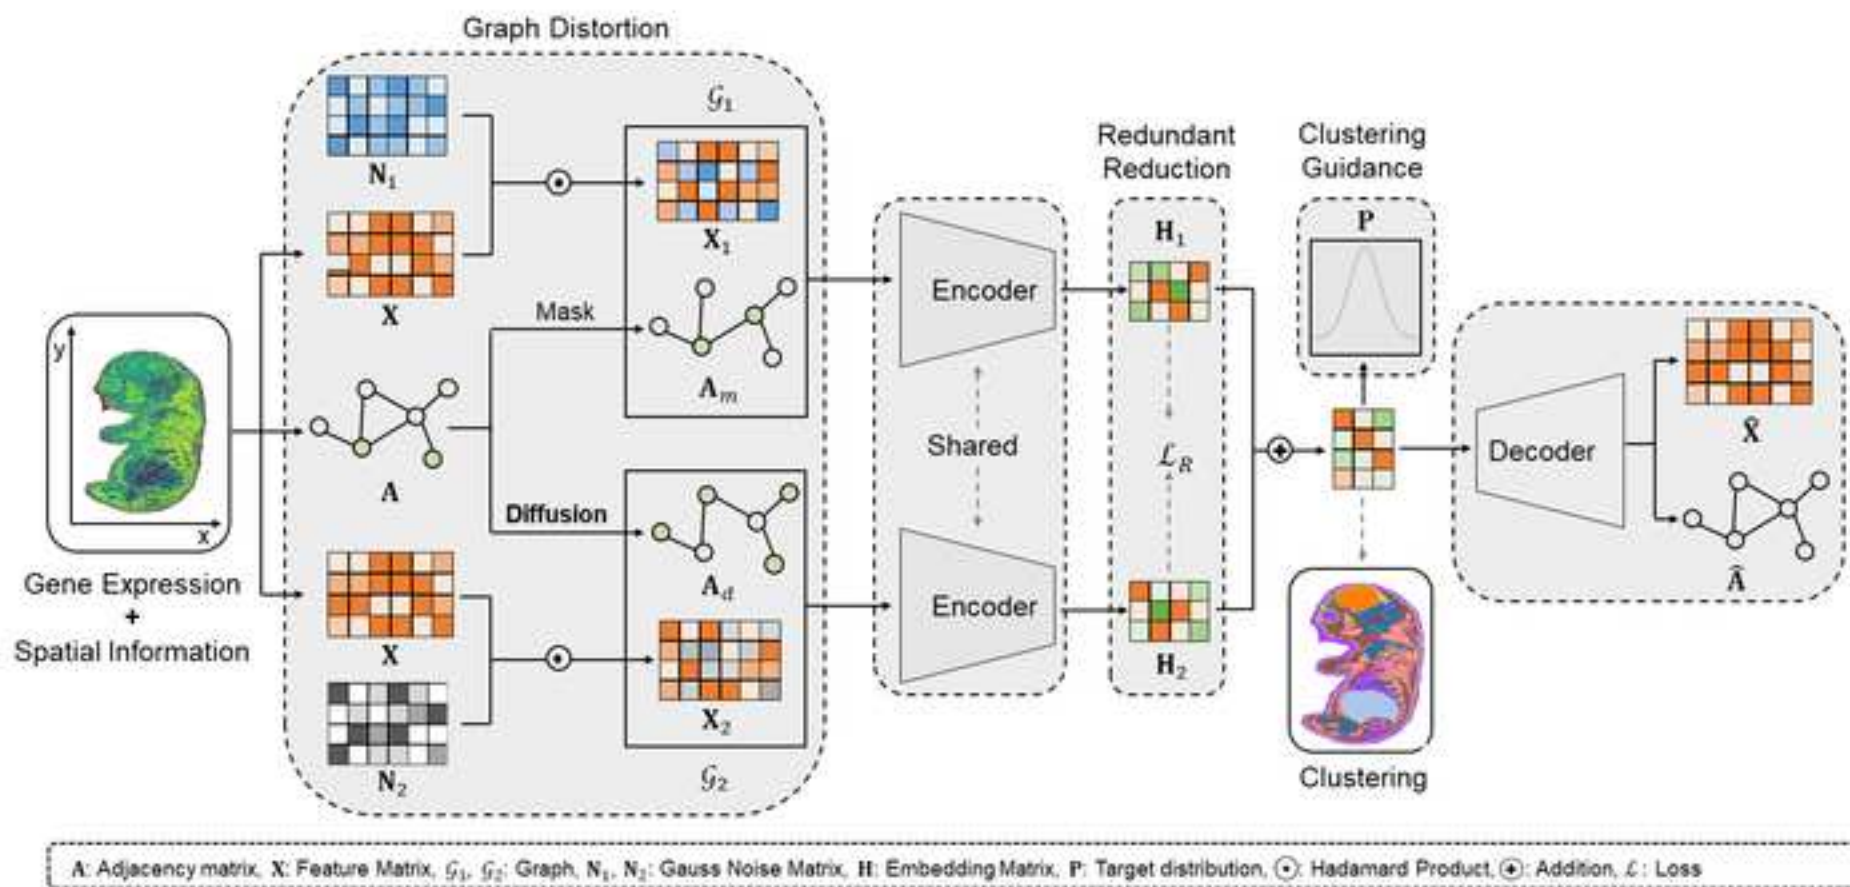 Graph Distortion
N₁
X
y
x
Gene Expression
+
Spatial Information
A
X
N₂
Mask
Diffusion
𝒢₁
X₁
Aₘ
A_d
X₂
𝒢₂
Encoder
Shared
Encoder
Redundant
Reduction
H₁
ℒ_R
H₂
Clustering
Guidance
P
Clustering
Decoder
X̂
Â
A: Adjacency matrix, X: Feature Matrix, 𝒢₁, 𝒢₂: Graph, N₁, N₂: Gauss Noise Matrix, H: Embedding Matrix, P: Target distribution, ⊙: Hadamard Product, ⊕: Addition, ℒ : Loss